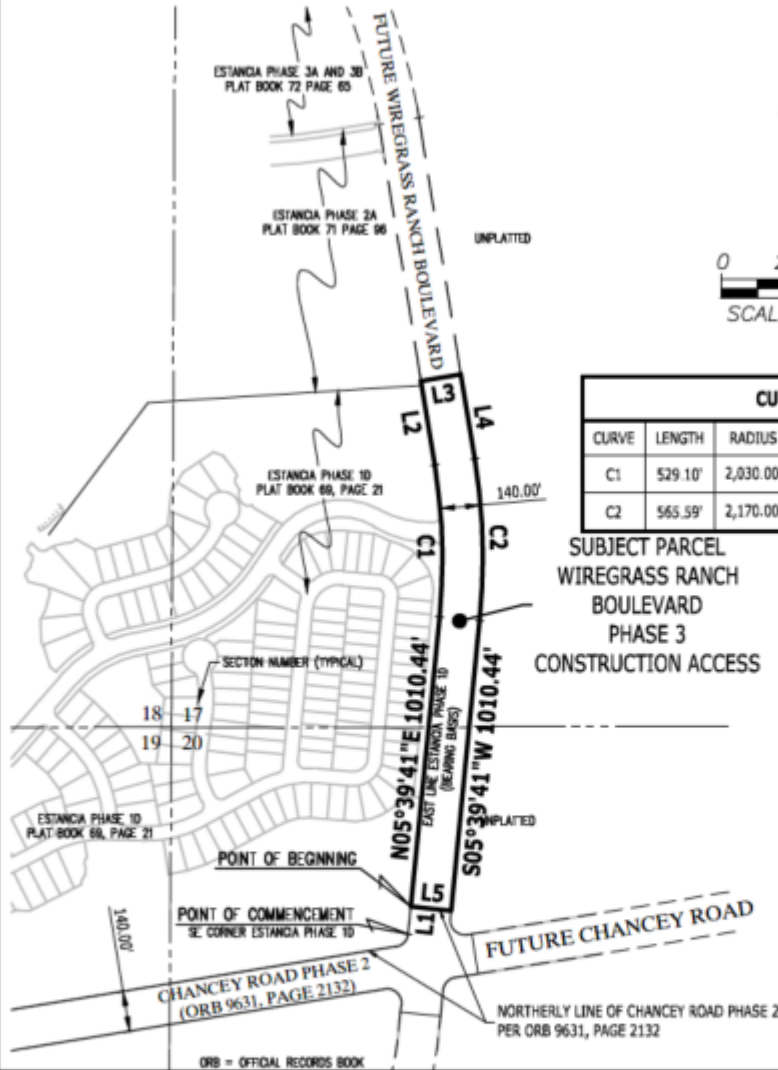 ESTANCIA PHASE 3A AND 3B
PLAT BOOK 72 PAGE 65
FUTURE WIREGRASS RANCH BOULEVARD
ESTANCIA PHASE 2A
PLAT BOOK 71 PAGE 96
UNPLATTED
0
SCAL
L3
L2
L4
CU
CURVE LENGTH RADIUS
C1 529.10' 2,030.00
C2 565.59' 2,170.00
ESTANCIA PHASE 1D
PLAT BOOK 69, PAGE 21
140.00'
C1
C2
SUBJECT PARCEL
WIREGRASS RANCH
BOULEVARD
PHASE 3
CONSTRUCTION ACCESS
SECTION NUMBER (TYPICAL)
18 17
19 20
N05°39'41"E 1010.44'
EAST LINE ESTANCIA PHASE 1D
(BEARING BASIS)
S05°39'41"W 1010.44'
ESTANCIA PHASE 1D
PLAT BOOK 69, PAGE 21
UNPLATTED
POINT OF BEGINNING
L5
POINT OF COMMENCEMENT
SE CORNER ESTANCIA PHASE 1D
L1
140.00'
FUTURE CHANCEY ROAD
CHANCEY ROAD PHASE 2
(ORB 9631, PAGE 2132)
NORTHERLY LINE OF CHANCEY ROAD PHASE 2
PER ORB 9631, PAGE 2132
ORB = OFFICIAL RECORDS BOOK